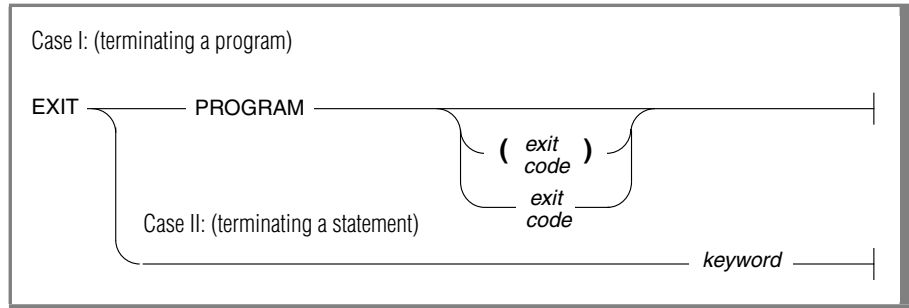 Case I: (terminating a program)
EXIT PROGRAM
( exit code )
exit code
Case II: (terminating a statement)
keyword